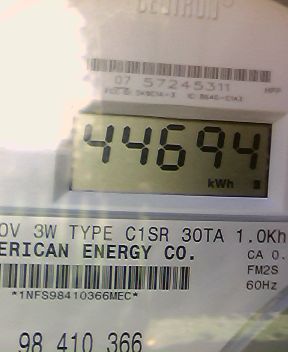 CENTRON®
07 57245311
44694
kWh
0V 3W TYPE C1SR 30TA 1.0Kh
ERICAN ENERGY CO.
CA 0.
FM2S
*1NFS98410366MEC*
60Hz
98 410 366